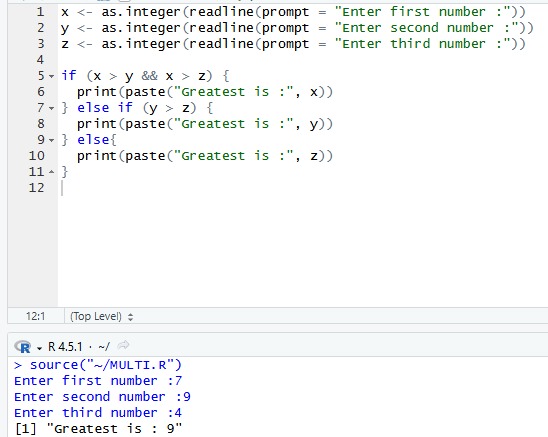 1 x <- as.integer(readline(prompt = "Enter first number :"))
2 y <- as.integer(readline(prompt = "Enter second number :"))
3 z <- as.integer(readline(prompt = "Enter third number :"))
4
5 if (x > y && x > z) {
6   print(paste("Greatest is :", x))
7 } else if (y > z) {
8   print(paste("Greatest is :", y))
9 } else{
10   print(paste("Greatest is :", z))
11 }
12
12:1 (Top Level)
R R 4.5.1 · ~/
> source("~/MULTI.R")
Enter first number :7
Enter second number :9
Enter third number :4
[1] "Greatest is : 9"